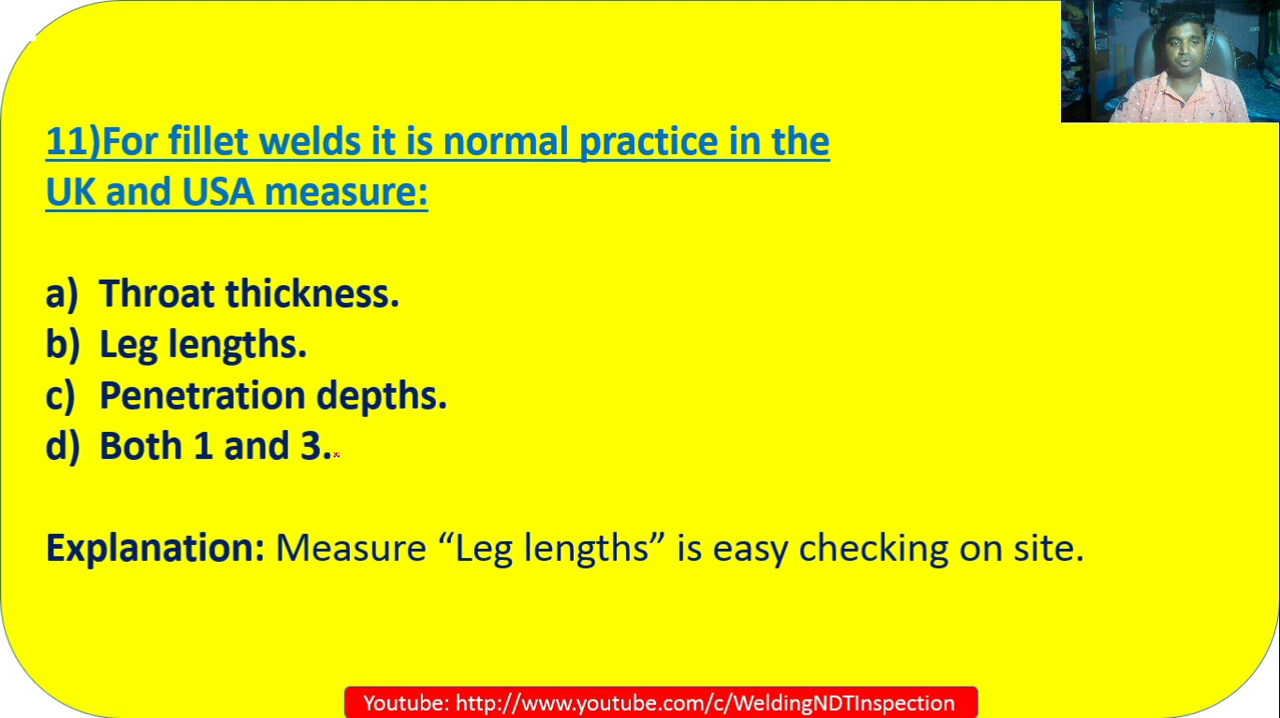 11)For fillet welds it is normal practice in the
UK and USA measure:
a) Throat thickness.
b) Leg lengths.
c) Penetration depths.
d) Both 1 and 3.
Explanation: Measure “Leg lengths” is easy checking on site.
Youtube: http://www.youtube.com/c/WeldingNDTInspection